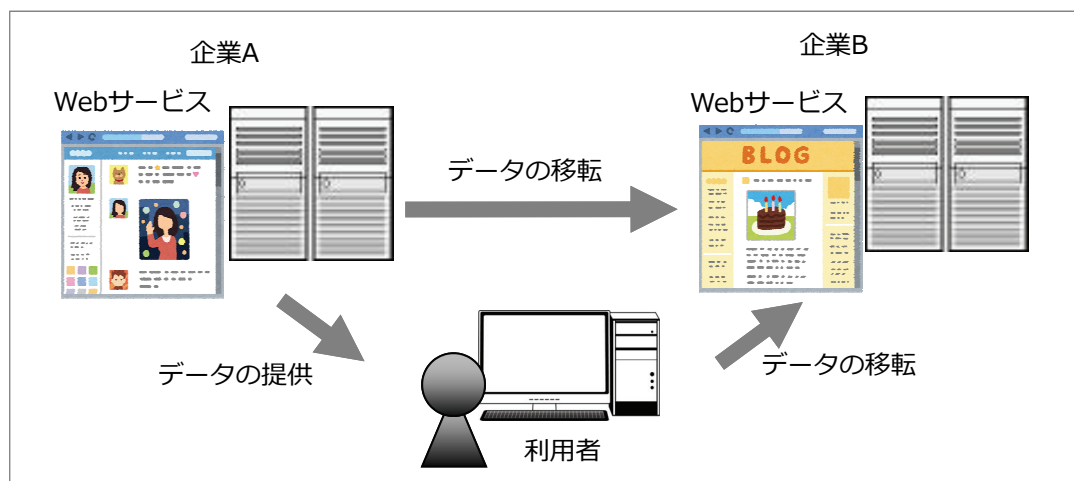 企業A
企業B
Webサービス
Webサービス
BLOG
データの移転
データの提供
データの移転
利用者